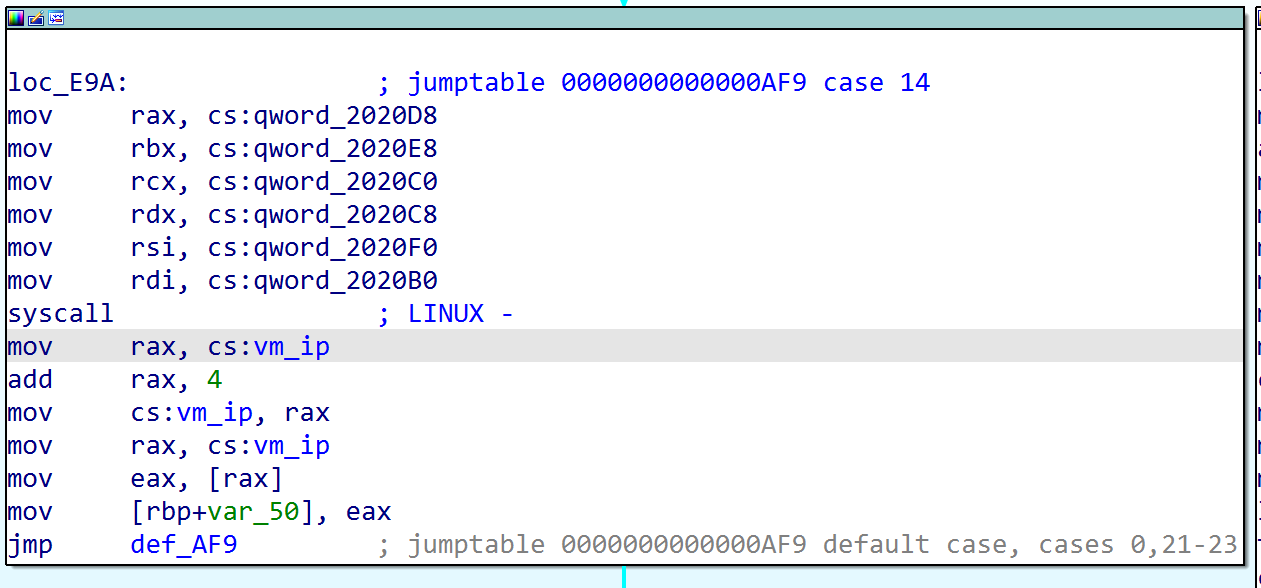 loc_E9A: ; jumptable 0000000000000AF9 case 14
mov rax, cs:qword_2020D8
mov rbx, cs:qword_2020E8
mov rcx, cs:qword_2020C0
mov rdx, cs:qword_2020C8
mov rsi, cs:qword_2020F0
mov rdi, cs:qword_2020B0
syscall ; LINUX -
mov rax, cs:vm_ip
add rax, 4
mov cs:vm_ip, rax
mov rax, cs:vm_ip
mov eax, [rax]
mov [rbp+var_50], eax
jmp def_AF9 ; jumptable 0000000000000AF9 default case, cases 0,21-23